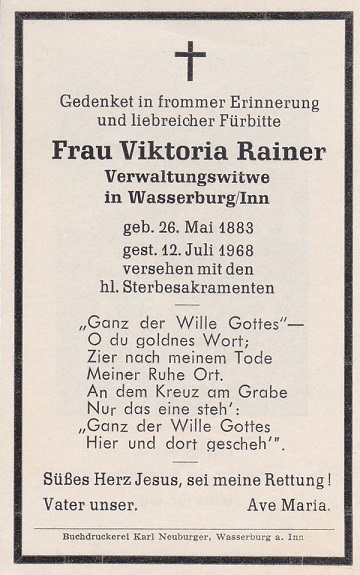 Gedenket in frommer Erinnerung
und liebreicher Fürbitte
Frau Viktoria Rainer
Verwaltungswitwe
in Wasserburg/Inn
geb. 26. Mai 1883
gest. 12. Juli 1968
versehen mit den
hl. Sterbesakramenten
„Ganz der Wille Gottes"—
O du goldnes Wort;
Zier nach meinem Tode
Meiner Ruhe Ort.
An dem Kreuz am Grabe
Nur das eine steh':
„Ganz der Wille Gottes
Hier und dort gescheh'".
Süßes Herz Jesus, sei meine Rettung!
Vater unser. Ave Maria.
Buchdruckerei Karl Neuburger, Wasserburg a. Inn